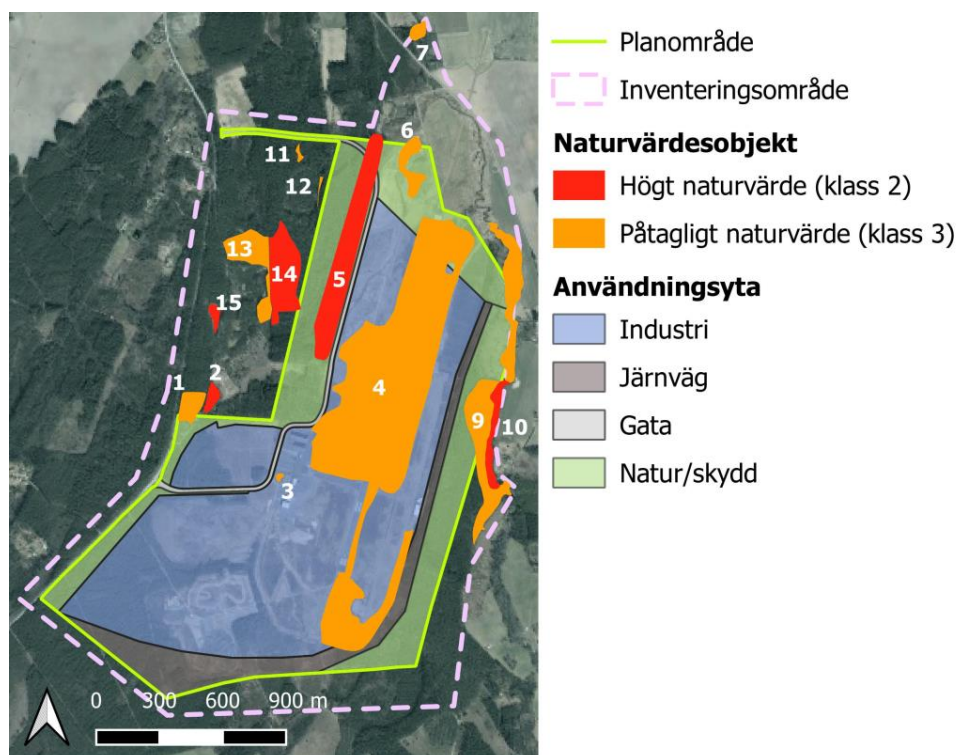 7
6
11
12
13
14
5
15
2
1
4
9
10
3
0 300 600 900 m
Planområde
Inventeringsområde
Naturvärdesobjekt
Högt naturvärde (klass 2)
Påtagligt naturvärde (klass 3)
Användningsyta
Industri
Järnväg
Gata
Natur/skydd